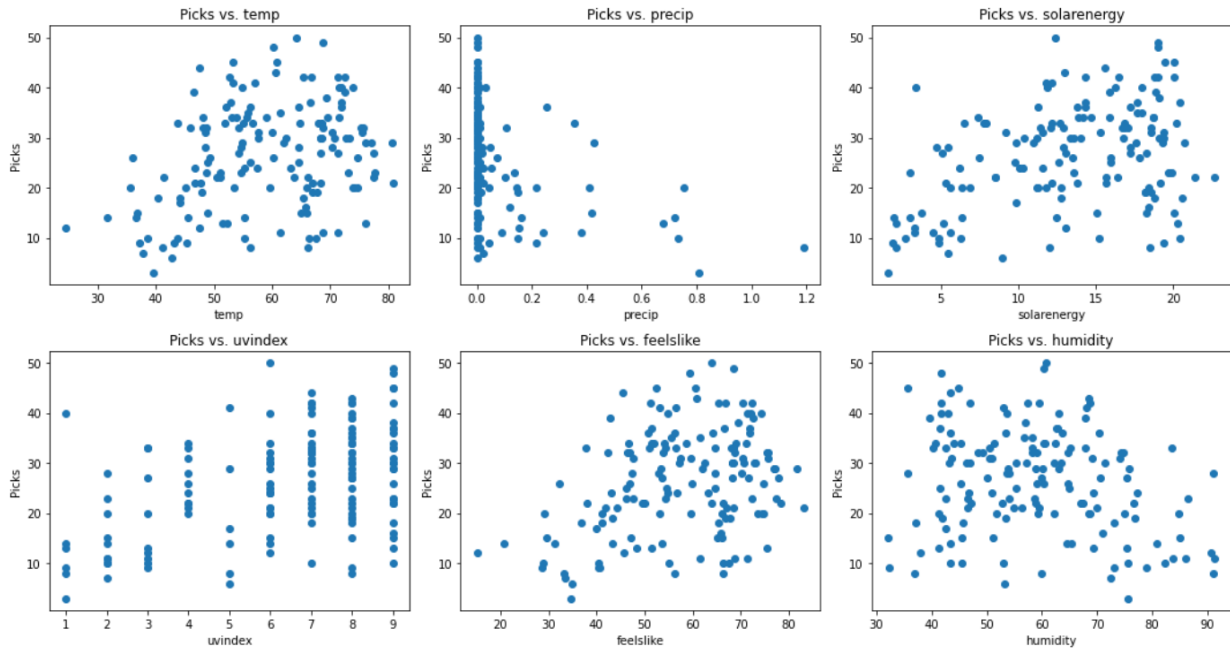 Picks vs. temp
Picks
50
40
30
20
10
30 40 50 60 70 80
temp
Picks vs. precip
Picks
50
40
30
20
10
0.0 0.2 0.4 0.6 0.8 1.0 1.2
precip
Picks vs. solarenergy
Picks
50
40
30
20
10
5 10 15 20
solarenergy
Picks vs. uvindex
Picks
50
40
30
20
10
1 2 3 4 5 6 7 8 9
uvindex
Picks vs. feelslike
Picks
50
40
30
20
10
20 30 40 50 60 70 80
feelslike
Picks vs. humidity
Picks
50
40
30
20
10
30 40 50 60 70 80 90
humidity